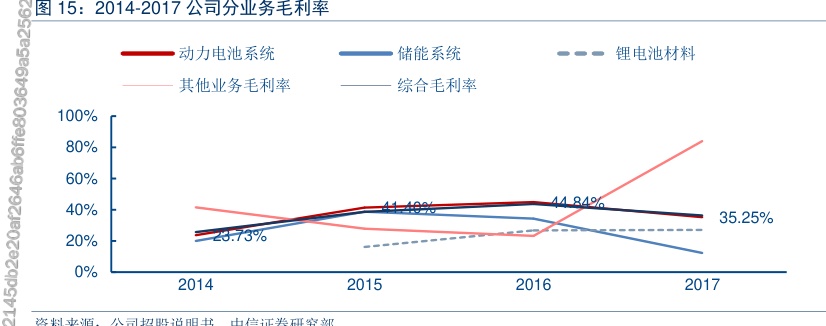 图 15：2014-2017 公司分业务毛利率
动力电池系统 储能系统 锂电池材料
其他业务毛利率 综合毛利率
100%
80%
60%
40%
20%
0%
23.73% 41.40% 44.84% 35.25%
2014 2015 2016 2017
资料来源：公司招股说明书，中信证券研究部
2145db2e20af2646ab6ffe803649a5a2562